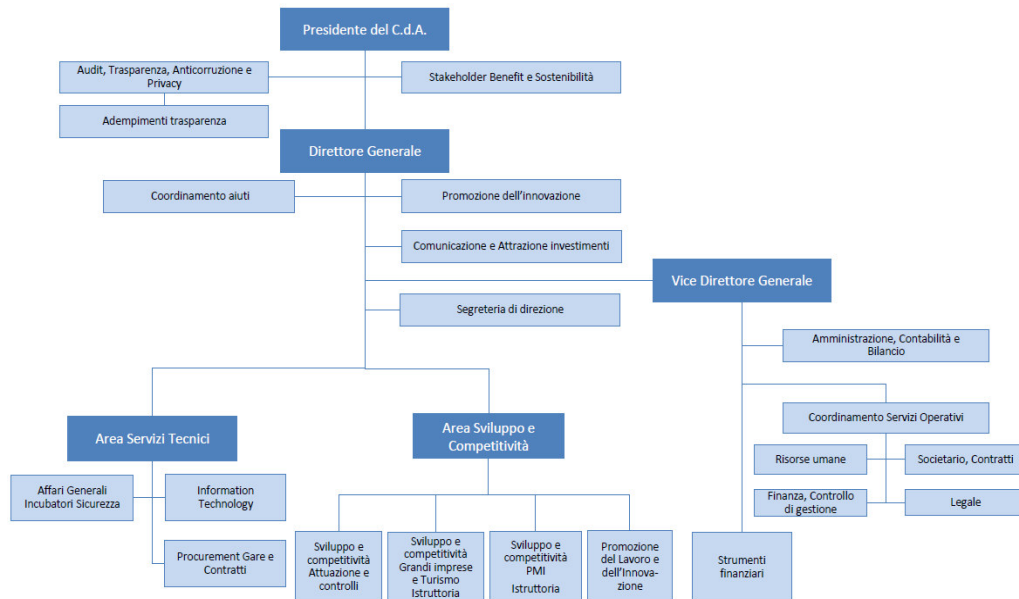 Presidente del C.d.A.
Audit, Trasparenza, Anticorruzione e
Privacy
Stakeholder Benefit e Sostenibilità
Adempimenti trasparenza
Direttore Generale
Coordinamento aiuti
Promozione dell'innovazione
Comunicazione e Attrazione investimenti
Vice Direttore Generale
Segreteria di direzione
Amministrazione, Contabilità e
Bilancio
Coordinamento Servizi Operativi
Area Servizi Tecnici
Area Sviluppo e
Competitività
Risorse umane
Societario, Contratti
Affari Generali
Incubatori Sicurezza
Information
Technology
Finanza, Controllo
di gestione
Legale
Procurement Gare e
Contratti
Sviluppo e
competitività
Attuazione e
controlli
Sviluppo e
competitività
Grandi imprese
e Turismo
Istruttoria
Sviluppo e
competitività
PMI
Istruttoria
Promozione
del Lavoro e
dell'Innova-
zione
Strumenti
finanziari